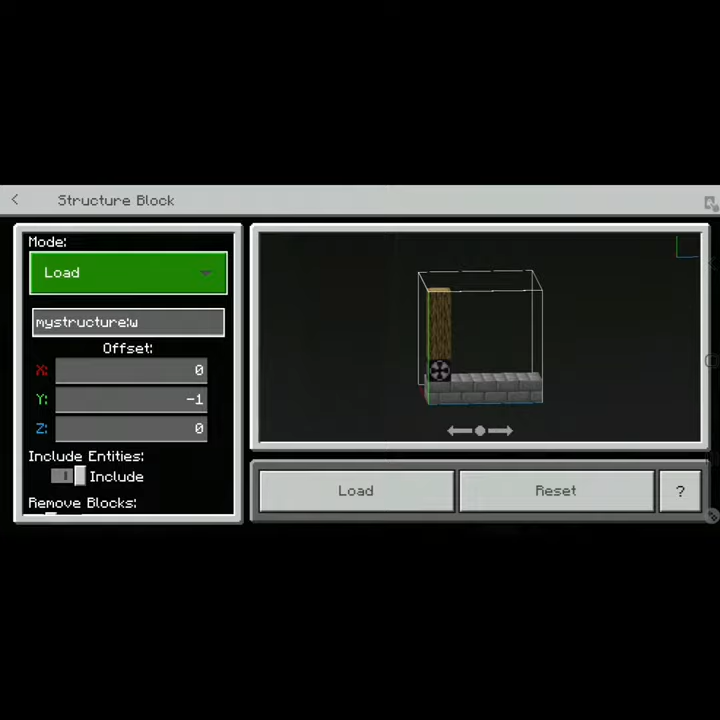 Structure Block
Mode:
Load
mystructure:w
Offset:
X: 0
Y: -1
Z: 0
Include Entities:
Include
Remove Blocks:
Load
Reset
?